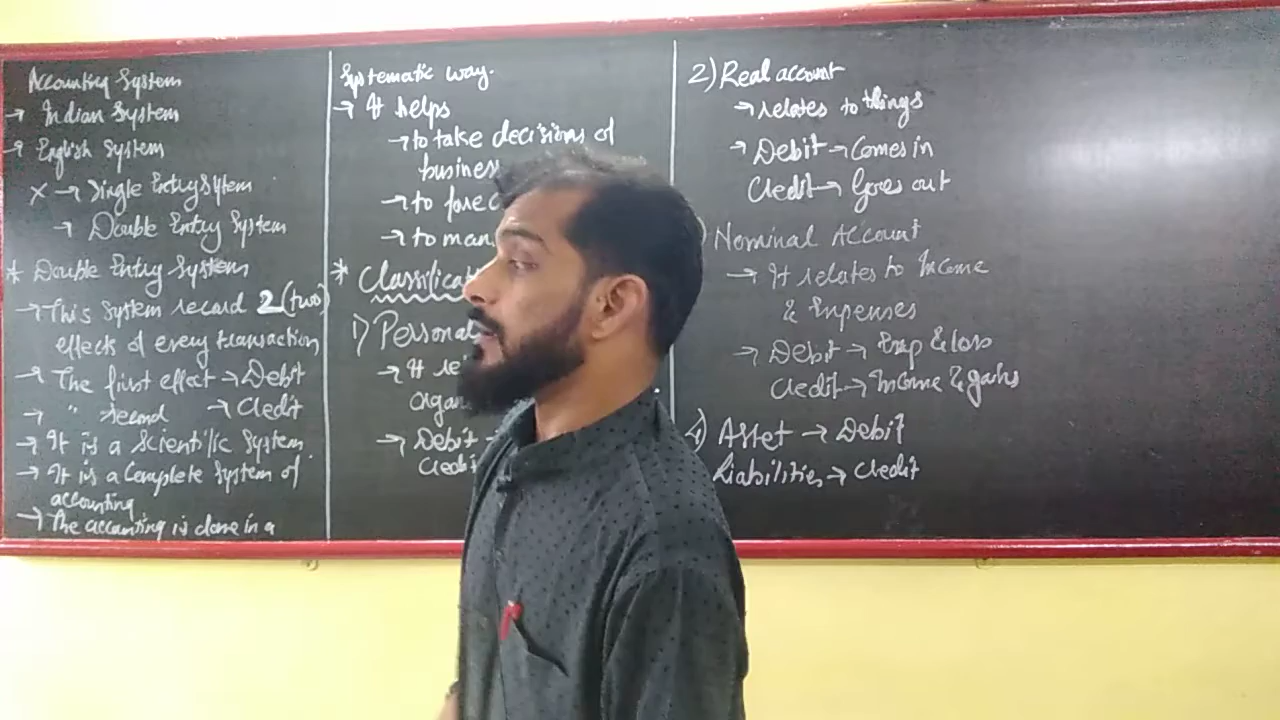 Accounting System
→ Indian System
→ English System
X → Single Entry System
→ Double Entry System
* Double Entry System
→ This System record 2 (two)
effects of every transaction
→ The first effect → Debit
→ " second → Credit
→ It is a Scientific System.
→ It is a Complete System of
accounting
→ The accounting is done in a
Systematic way.
→ It helps
→ to take decisions of
business
→ to forec
→ to man
* Classificat
1) Personal
→ It re
organ
→ Debit →
Credit
2) Real account
→ relates to things
→ Debit → Comes in
Credit → Goes out
) Nominal Account
→ It relates to Income
& Expenses
→ Debit → Exp & loss
Credit → Income & gains
4) Asset → Debit
Liabilities → Credit